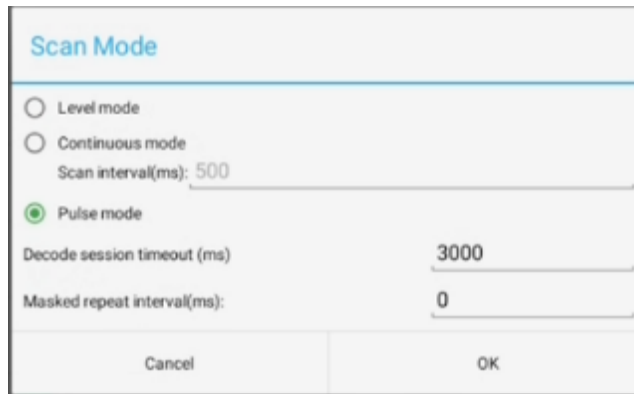 Scan Mode
Level mode
Continuous mode
Scan interval(ms): 500
Pulse mode
Decode session timeout (ms) 3000
Masked repeat interval(ms): 0
Cancel OK